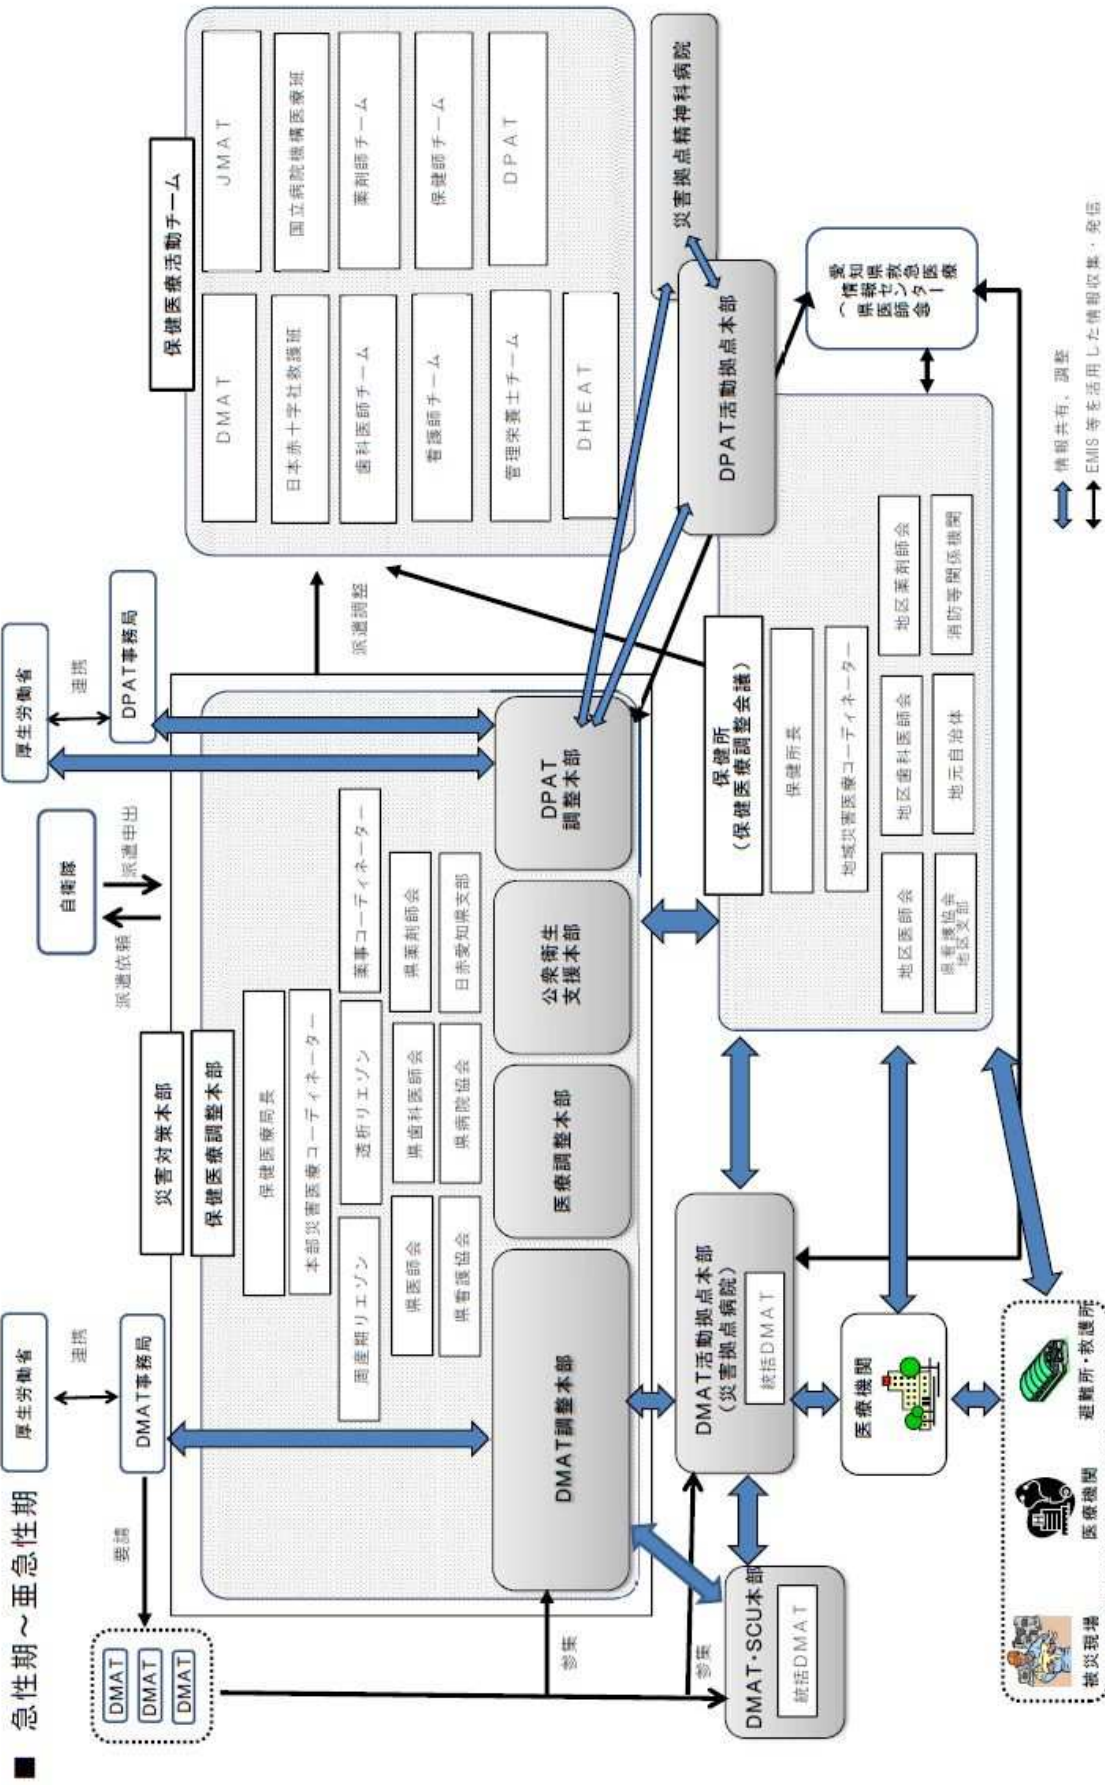 ■ 急性期～亜急性期
厚生労働省
連携
DMAT事務局
要請
DMAT
DMAT
DMAT
参集
参集
自衛隊
派遣依頼
派遣申出
厚生労働省
連携
DPAT事務局
災害対策本部
保健医療調整本部
保健医療局長
本部災害医療コーディネーター
周産期リエゾン
透析リエゾン
薬事コーディネーター
県医師会
県歯科医師会
県薬剤師会
県看護協会
県病院協会
日赤愛知県支部
DMAT調整本部
医療調整本部
公衆衛生
支援本部
DPAT
調整本部
派遣調整
保健医療活動チーム
DMAT
JMAT
日本赤十字社救護班
国立病院機構医療班
歯科医師チーム
薬剤師チーム
看護師チーム
保健師チーム
管理栄養士チーム
DPAT
DHEAT
災害拠点精神科病院
DPAT活動拠点本部
愛知県救急医療
情報センター
（県医師会）
保健所
（保健医療調整会議）
保健所長
地域災害医療コーディネーター
地区医師会
地区歯科医師会
地区薬剤師会
県看護協会
地区支部
地元自治体
消防等関係機関
DMAT活動拠点本部
（災害拠点病院）
統括DMAT
DMAT・SCU本部
統括DMAT
医療機関
被災現場
医療機関
避難所・救護所
情報共有、調整
EMIS 等を活用した情報収集・発信